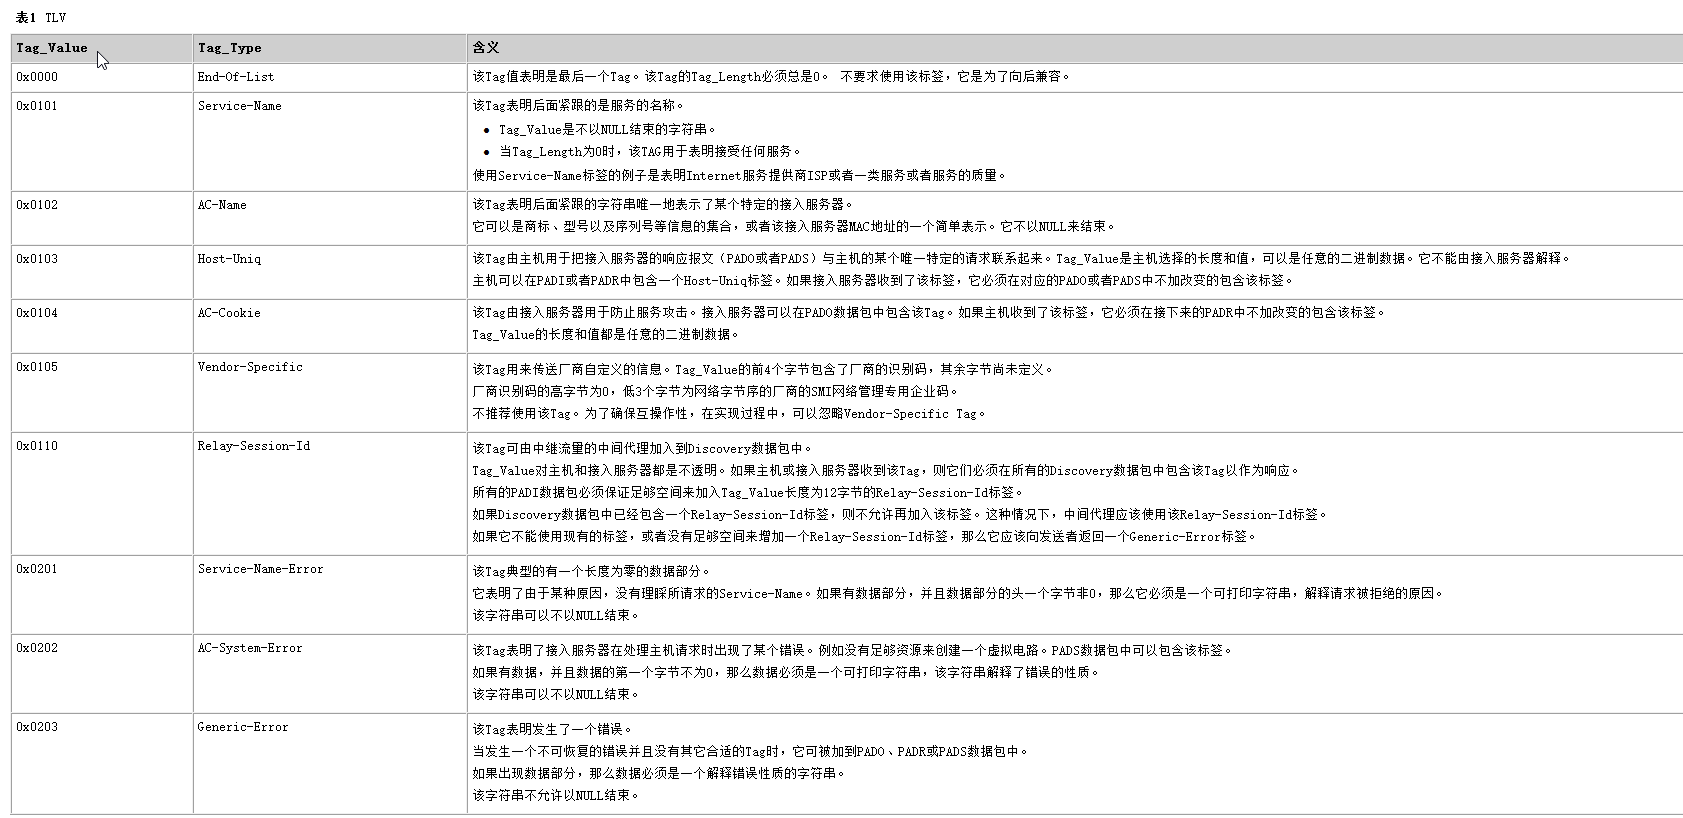 表1 TLV
Tag_Value Tag_Type 含义
0x0000 End-Of-List 该Tag值表明是最后一个Tag。该Tag的Tag_Length必须总是0。 不要求使用该标签，它是为了向后兼容。
0x0101 Service-Name 该Tag表明后面紧跟的是服务的名称。
● Tag_Value是不以NULL结束的字符串。
● 当Tag_Length为0时，该TAG用于表明接受任何服务。
使用Service-Name标签的例子是表明Internet服务提供商ISP或者一类服务或者服务的质量。
0x0102 AC-Name 该Tag表明后面紧跟的字符串唯一地表示了某个特定的接入服务器。
它可以是商标、型号以及序列号等信息的集合，或者该接入服务器MAC地址的一个简单表示。它不以NULL来结束。
0x0103 Host-Uniq 该Tag由主机用于把接入服务器的响应报文（PADO或者PADS）与主机的某个唯一特定的请求联系起来。Tag_Value是主机选择的长度和值，可以是任意的二进制数据。它不能由接入服务器解释。
主机可以在PADI或者PADR中包含一个Host-Uniq标签。如果接入服务器收到了该标签，它必须在对应的PADO或者PADS中不加改变的包含该标签。
0x0104 AC-Cookie 该Tag由接入服务器用于防止服务攻击。接入服务器可以在PADO数据包中包含该Tag。如果主机收到了该标签，它必须在接下来的PADR中不加改变的包含该标签。
Tag_Value的长度和值都是任意的二进制数据。
0x0105 Vendor-Specific 该Tag用来传送厂商自定义的信息。Tag_Value的前4个字节包含了厂商的识别码，其余字节尚未定义。
厂商识别码的高字节为0，低3个字节为网络字节序的厂商的SMI网络管理专用企业码。
不推荐使用该Tag。为了确保互操作性，在实现过程中，可以忽略Vendor-Specific Tag。
0x0110 Relay-Session-Id 该Tag可由中继流量的中间代理加入到Discovery数据包中。
Tag_Value对主机和接入服务器都是不透明。如果主机或接入服务器收到该Tag，则它们必须在所有的Discovery数据包中包含该Tag以作为响应。
所有的PADI数据包必须保证足够空间来加入Tag_Value长度为12字节的Relay-Session-Id标签。
如果Discovery数据包中已经包含一个Relay-Session-Id标签，则不允许再加入该标签。这种情况下，中间代理应该使用该Relay-Session-Id标签。
如果它不能使用现有的标签，或者没有足够空间来增加一个Relay-Session-Id标签，那么它应该向发送者返回一个Generic-Error标签。
0x0201 Service-Name-Error 该Tag典型的有一个长度为零的数据部分。
它表明了由于某种原因，没有理睬所请求的Service-Name。如果有数据部分，并且数据部分的头一个字节非0，那么它必须是一个可打印字符串，解释请求被拒绝的原因。
该字符串可以不以NULL结束。
0x0202 AC-System-Error 该Tag表明了接入服务器在处理主机请求时出现了某个错误。例如没有足够资源来创建一个虚拟电路。PADS数据包中可以包含该标签。
如果有数据，并且数据的第一个字节不为0，那么数据必须是一个可打印字符串，该字符串解释了错误的性质。
该字符串可以不以NULL结束。
0x0203 Generic-Error 该Tag表明发生了一个错误。
当发生一个不可恢复的错误并且没有其它合适的Tag时，它可被加到PADO、PADR或PADS数据包中。
如果出现数据部分，那么数据必须是一个解释错误性质的字符串。
该字符串不允许以NULL结束。